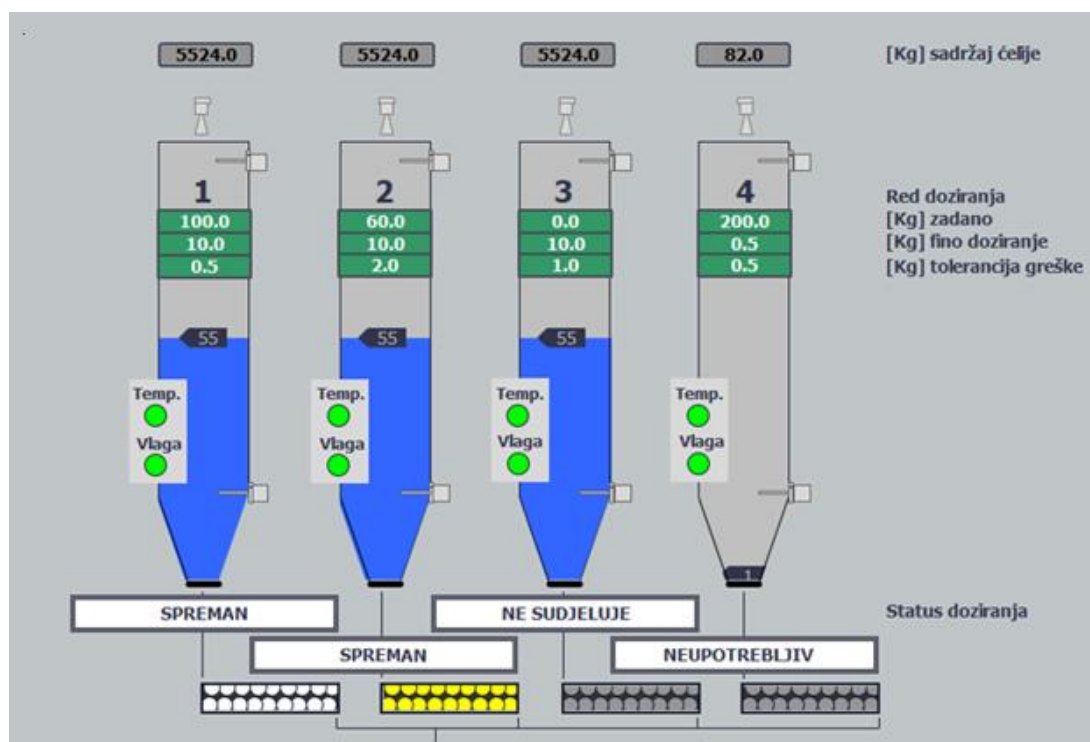 5524.0 5524.0 5524.0 82.0 [Kg] sadržaj ćelije
1 2 3 4 Red doziranja
100.0 60.0 0.0 200.0 [Kg] zadano
10.0 10.0 10.0 0.5 [Kg] fino doziranje
0.5 2.0 1.0 0.5 [Kg] tolerancija greške
55 55 55
Temp. Temp. Temp. Temp.
Vlaga Vlaga Vlaga Vlaga
1
SPREMAN NE SUDJELUJE Status doziranja
SPREMAN NEUPOTREBLJIV